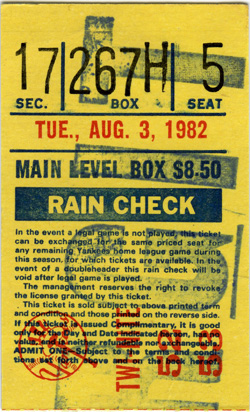 17 267H 5
SEC. BOX SEAT
TUE., AUG. 3, 1982
MAIN LEVEL BOX $8.50
RAIN CHECK
In the event a legal game is not played, this ticket
can be exchanged for the same priced seat for
any remaining Yankees home league game during
this season, for which tickets are available. In the
event of a doubleheader this rain check will be
void after legal game is played.
The management reserves the right to revoke
the license granted by this ticket.
This ticket is sold subject to above printed term
and condition and those printed on the reverse side.
If this ticket is issued Complimentary, it is good
only for the Day and Date Indicated hereon, has
value, is neither refundable nor changeable.
ADMIT ONE—Subject to the terms and condi-
tions set forth above and on the back here
TWI-NITE